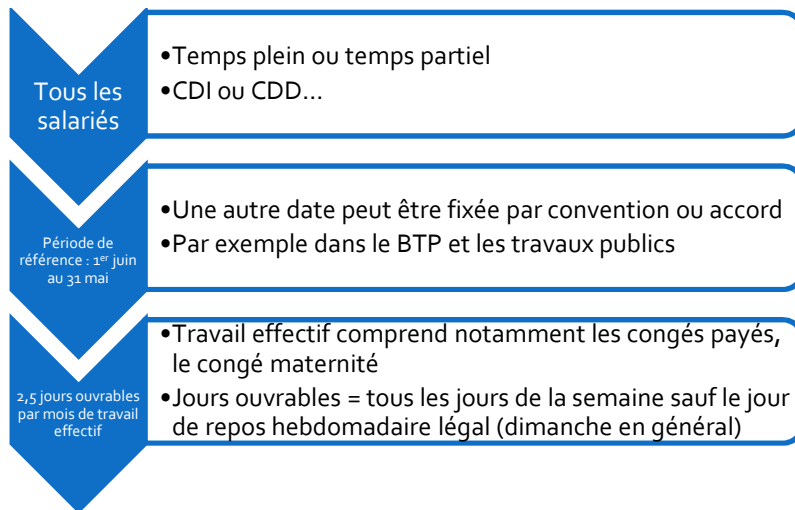 Tous les
salariés
•Temps plein ou temps partiel
•CDI ou CDD...
Période de
référence : 1er juin
au 31 mai
•Une autre date peut être fixée par convention ou accord
•Par exemple dans le BTP et les travaux publics
2,5 jours ouvrables
par mois de travail
effectif
•Travail effectif comprend notamment les congés payés,
le congé maternité
•Jours ouvrables = tous les jours de la semaine sauf le jour
de repos hebdomadaire légal (dimanche en général)